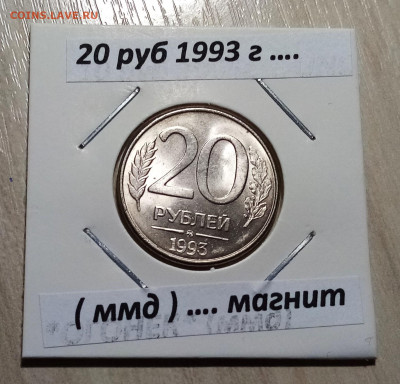 COINS.LAVE.RU
20 руб 1993 г ....
20
РУБЛЕЙ
1993
( ммд ) .... магнит